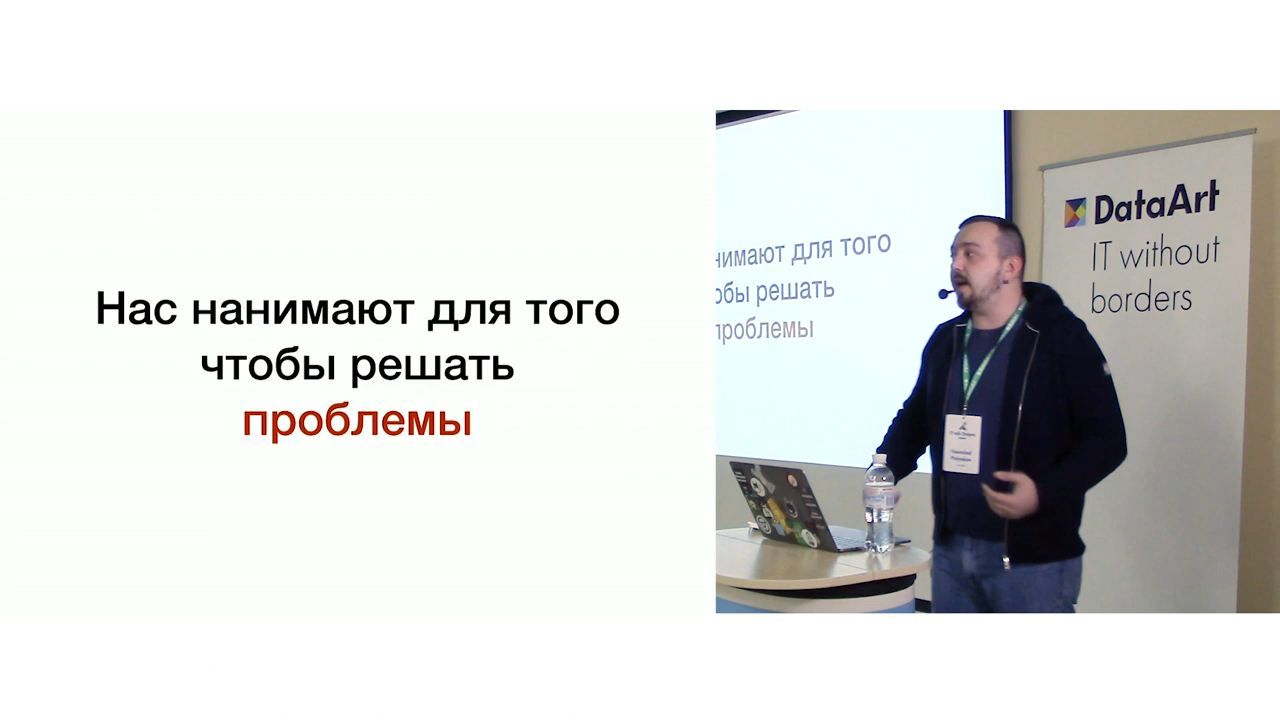 Нас нанимают для того
чтобы решать
проблемы
нимают для того
обы решать
проблемы
DataArt
IT without
borders